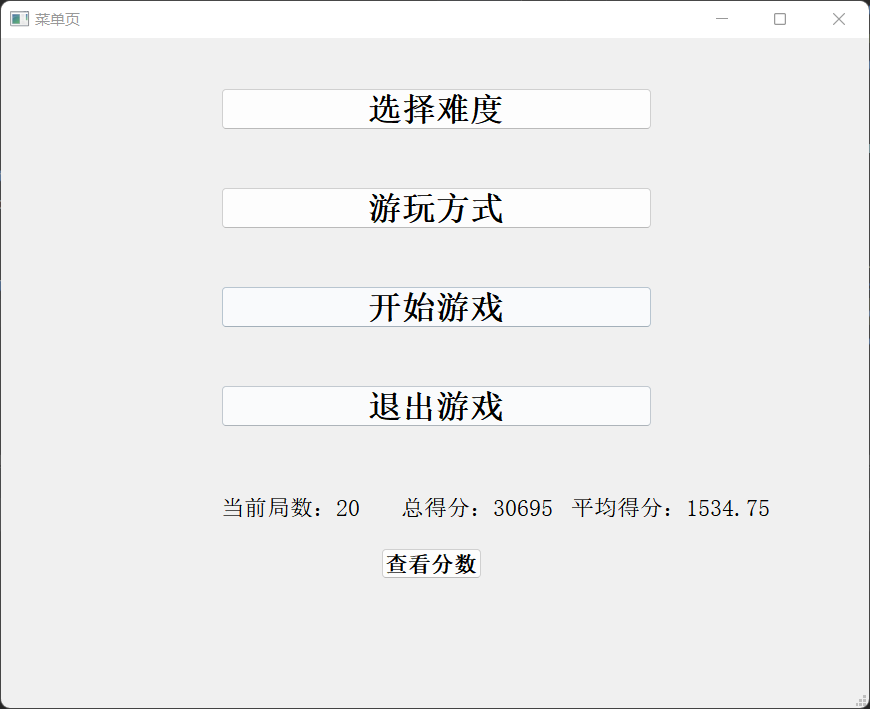 菜单页
选择难度
游玩方式
开始游戏
退出游戏
当前局数：20 总得分：30695 平均得分：1534.75
查看分数